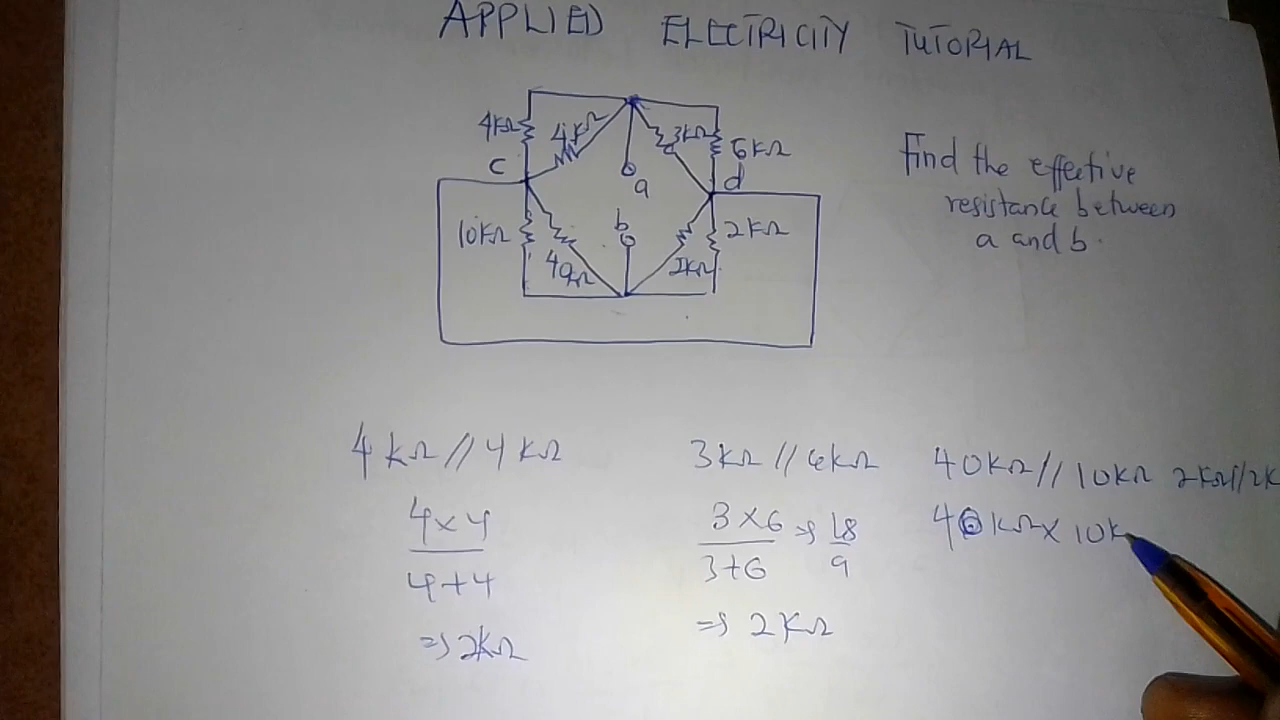 APPLIED ELECTRICITY TUTORIAL
4kΩ 4kΩ 3kΩ 6kΩ
c a d
Find the effective
resistance between
a and b.
10kΩ b 2kΩ
40kΩ 2kΩ
4kΩ//4kΩ 3kΩ//6kΩ 40kΩ//10kΩ 2kΩ//2k
4×4 3×6 ⇒ 18 40kΩ× 10k
4+4 3+6 9
⇒ 2kΩ ⇒ 2kΩ